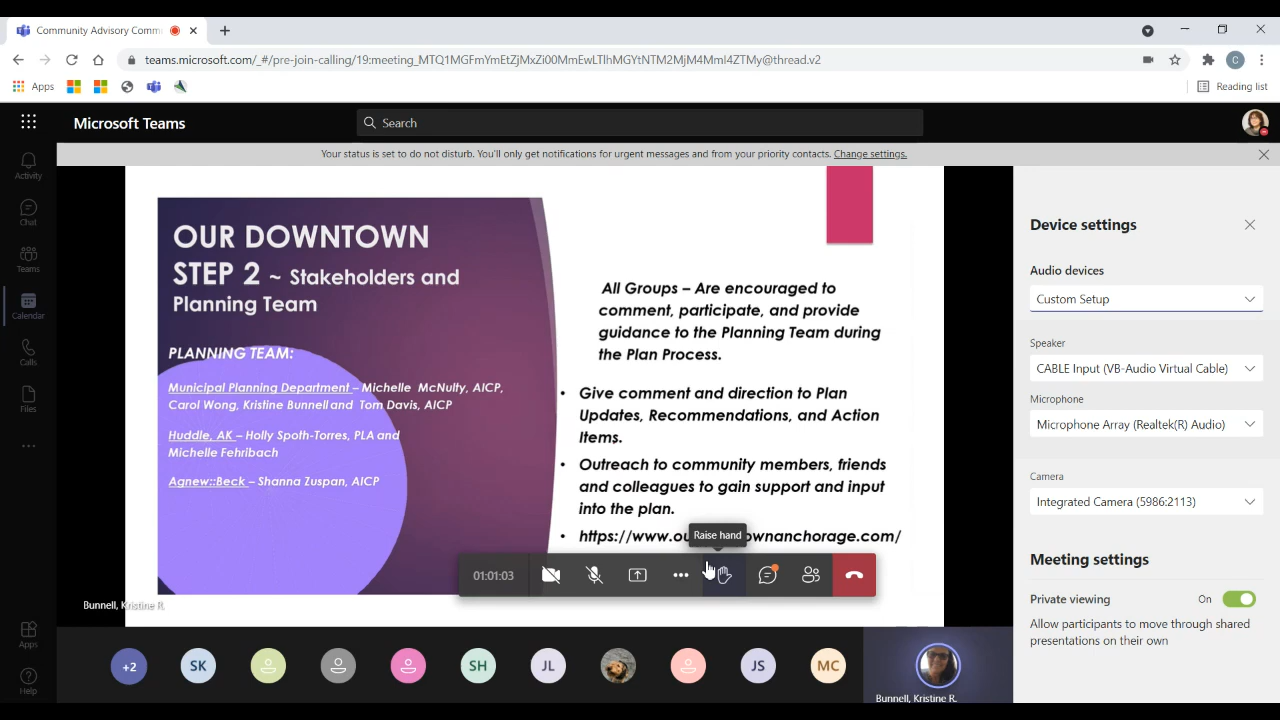 Community Advisory Comm
teams.microsoft.com/_#/pre-join-calling/19:meeting_MTQ1MGFmYmEtZjMxZi00MmEwLTlhMGYtNTM2MjM4MmI4ZTMy@thread.v2
C
Apps
Reading list
Microsoft Teams
Search
Your status is set to do not disturb. You'll only get notifications for urgent messages and from your priority contacts. Change settings.
Activity
Chat
Teams
Calendar
Calls
Files
Apps
Help
OUR DOWNTOWN
STEP 2 ~ Stakeholders and
Planning Team
PLANNING TEAM:
Municipal Planning Department – Michelle McNulty, AICP,
Carol Wong, Kristine Bunnell and Tom Davis, AICP
Huddle, AK – Holly Spoth-Torres, PLA and
Michelle Fehribach
Agnew::Beck – Shanna Zuspan, AICP
All Groups – Are encouraged to
comment, participate, and provide
guidance to the Planning Team during
the Plan Process.
• Give comment and direction to Plan
Updates, Recommendations, and Action
Items.
• Outreach to community members, friends
and colleagues to gain support and input
into the plan.
• https://www.ou wnanchorage.com/
Raise hand
01:01:03
Bunnell, Kristine R.
+2
SK
SH
JL
JS
MC
Bunnell, Kristine R.
Device settings
Audio devices
Custom Setup
Speaker
CABLE Input (VB-Audio Virtual Cable)
Microphone
Microphone Array (Realtek(R) Audio)
Camera
Integrated Camera (5986:2113)
Meeting settings
Private viewing On
Allow participants to move through shared
presentations on their own